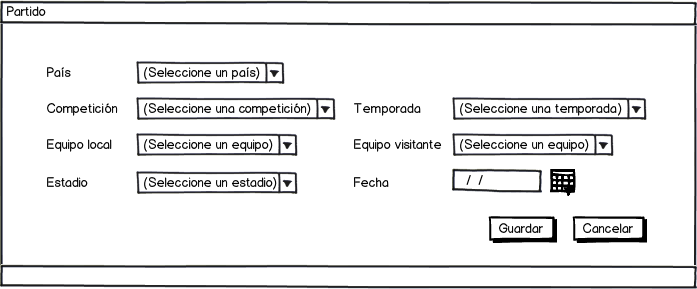 Partido
País (Seleccione un país)
Competición (Seleccione una competición) Temporada (Seleccione una temporada)
Equipo local (Seleccione un equipo) Equipo visitante (Seleccione un equipo)
Estadio (Seleccione un estadio) Fecha / /
Guardar Cancelar